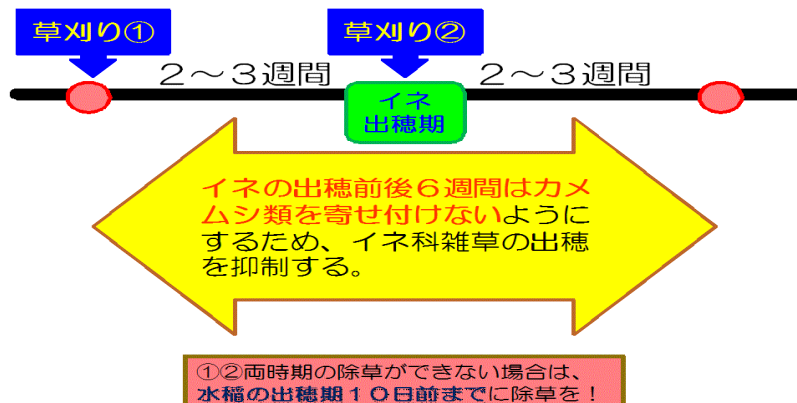 草刈り① 草刈り②
2～3週間 2～3週間
イネ
出穂期
イネの出穂前後6週間はカメ
ムシ類を寄せ付けないように
するため、イネ科雑草の出穂
を抑制する。
①②両時期の除草ができない場合は、
水稲の出穂期10日前までに除草を！